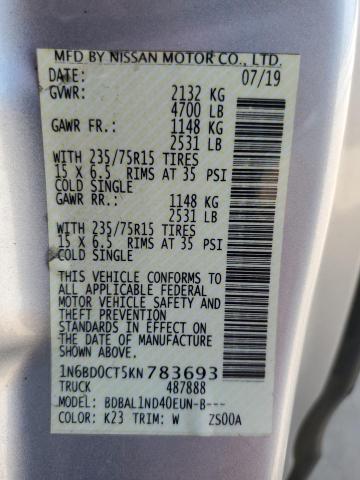 MFD BY NISSAN MOTOR CO., LTD.
DATE: 07/19
GVWR: 2132 KG
4700 LB
GAWR FR.: 1148 KG
2531 LB
WITH 235/75R15 TIRES
15 X 6.5 RIMS AT 35 PSI
COLD SINGLE
GAWR RR.: 1148 KG
2531 LB
WITH 235/75R15 TIRES
15 X 6.5 RIMS AT 35 PSI
COLD SINGLE
THIS VEHICLE CONFORMS TO
ALL APPLICABLE FEDERAL
MOTOR VEHICLE SAFETY AND
THEFT PREVENTION
STANDARDS IN EFFECT ON
THE DATE OF MANUFACTURE
SHOWN ABOVE.
1N6BD0CT5KN783693
TRUCK 487888
MODEL: BDBAL1ND40EUN-B---
COLOR: K23 TRIM: W ZS00A